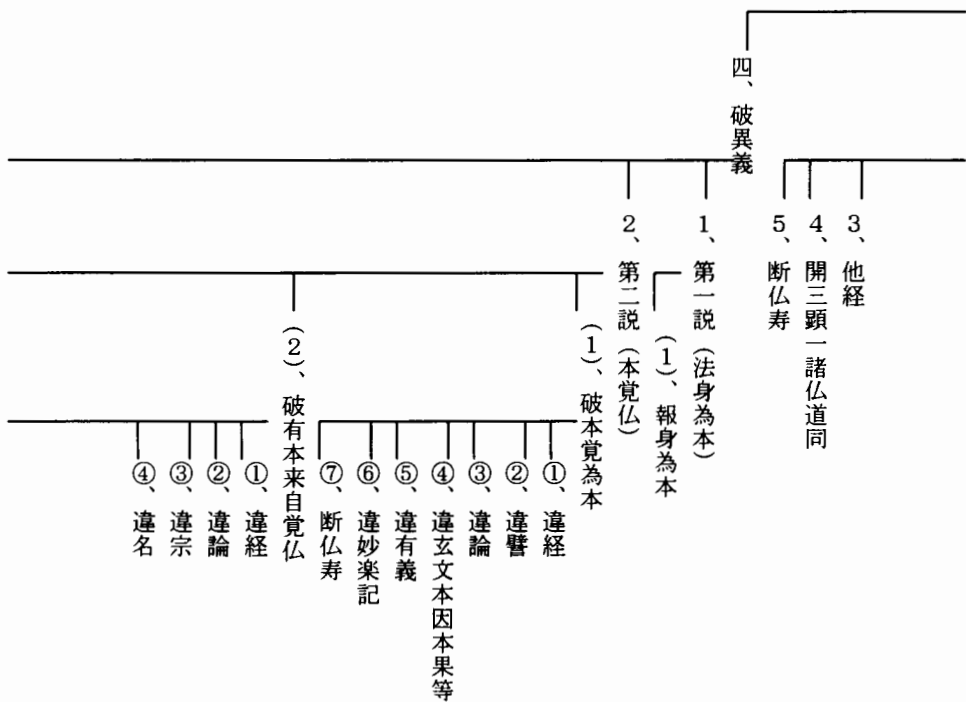 3、他経
4、開三顕一諸仏道同
5、断仏寿
四、破異義
1、第一説（法身為本）
(1)、報身為本
2、第二説（本覚仏）
(1)、破本覚為本
①、違経
②、違譬
③、違論
④、違玄文本因本果等
⑤、違有義
⑥、違妙楽記
⑦、断仏寿
(2)、破有本来自覚仏
①、違経
②、違論
③、違宗
④、違名